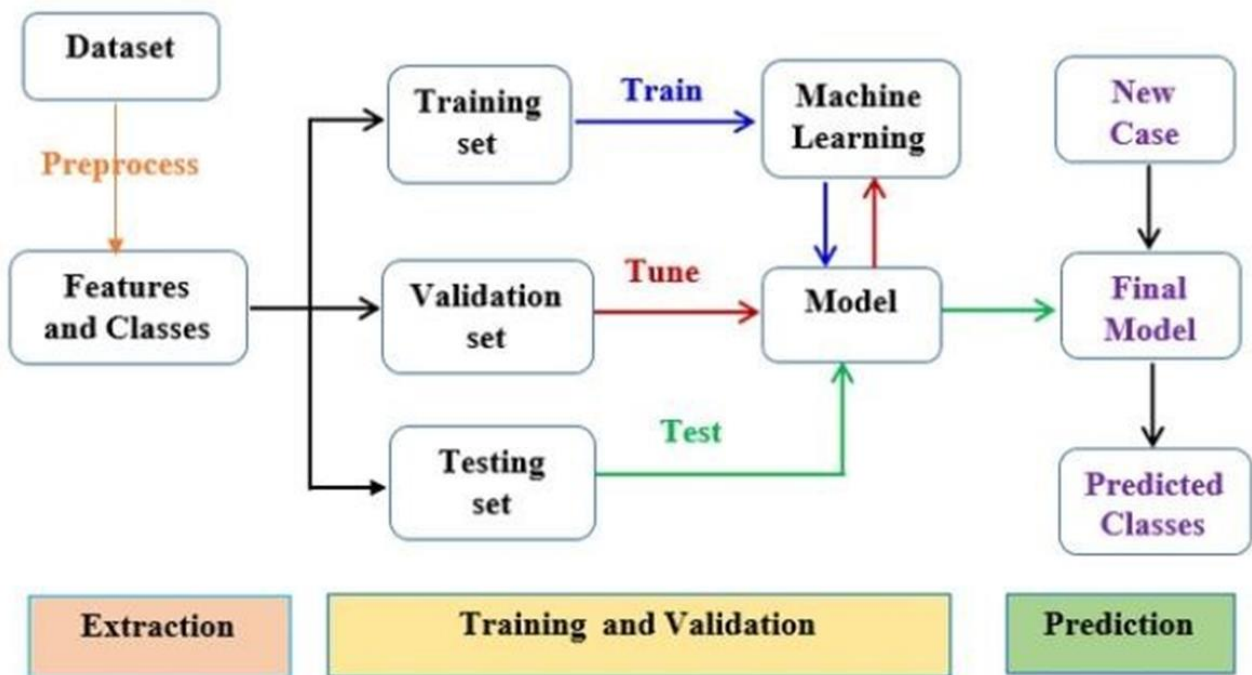 Dataset
Preprocess
Features
and Classes
Training
set
Validation
set
Testing
set
Train
Tune
Test
Machine
Learning
Model
New
Case
Final
Model
Predicted
Classes
Extraction
Training and Validation
Prediction